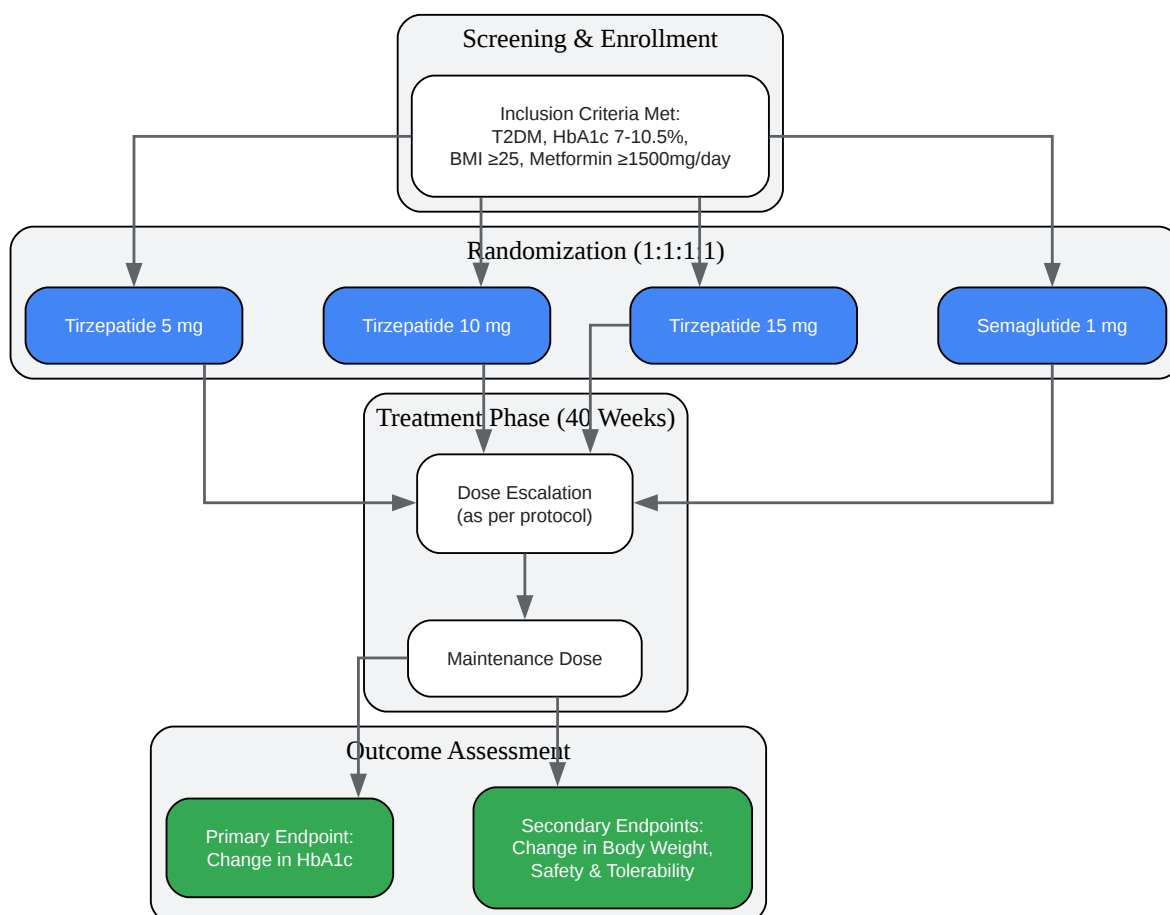 Screening & Enrollment
Inclusion Criteria Met:
T2DM, HbA1c 7-10.5%,
BMI ≥25, Metformin ≥1500mg/day
Randomization (1:1:1:1)
Tirzepatide 5 mg
Tirzepatide 10 mg
Tirzepatide 15 mg
Semaglutide 1 mg
Treatment Phase (40 Weeks)
Dose Escalation
(as per protocol)
Maintenance Dose
Outcome Assessment
Primary Endpoint:
Change in HbA1c
Secondary Endpoints:
Change in Body Weight,
Safety & Tolerability